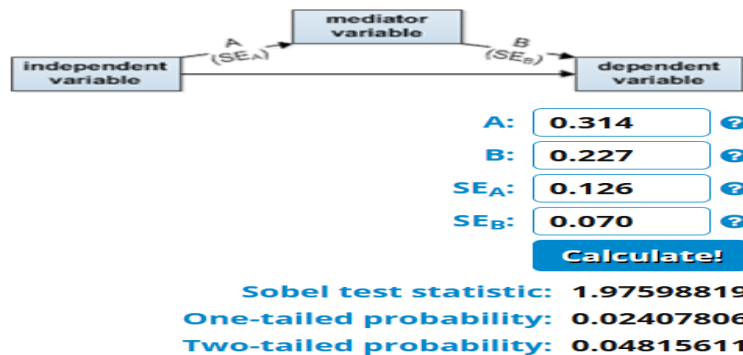 mediator
variable
A
(SEA)
B
(SEB)
independent
variable
dependent
variable
A: 0.314 ?
B: 0.227 ?
SEA: 0.126 ?
SEB: 0.070 ?
Calculate!
Sobel test statistic: 1.97598819
One-tailed probability: 0.02407806
Two-tailed probability: 0.04815611